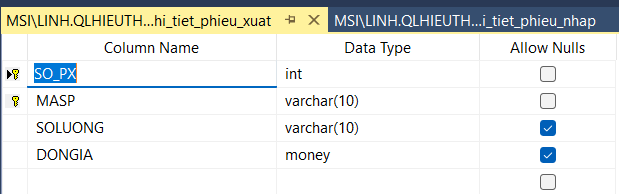 MSI\LINH.QLHIEUTH...hi_tiet_phieu_xuat MSI\LINH.QLHIEUTH...i_tiet_phieu_nhap
Column Name Data Type Allow Nulls
SO_PX int
MASP varchar(10)
SOLUONG varchar(10)
DONGIA money